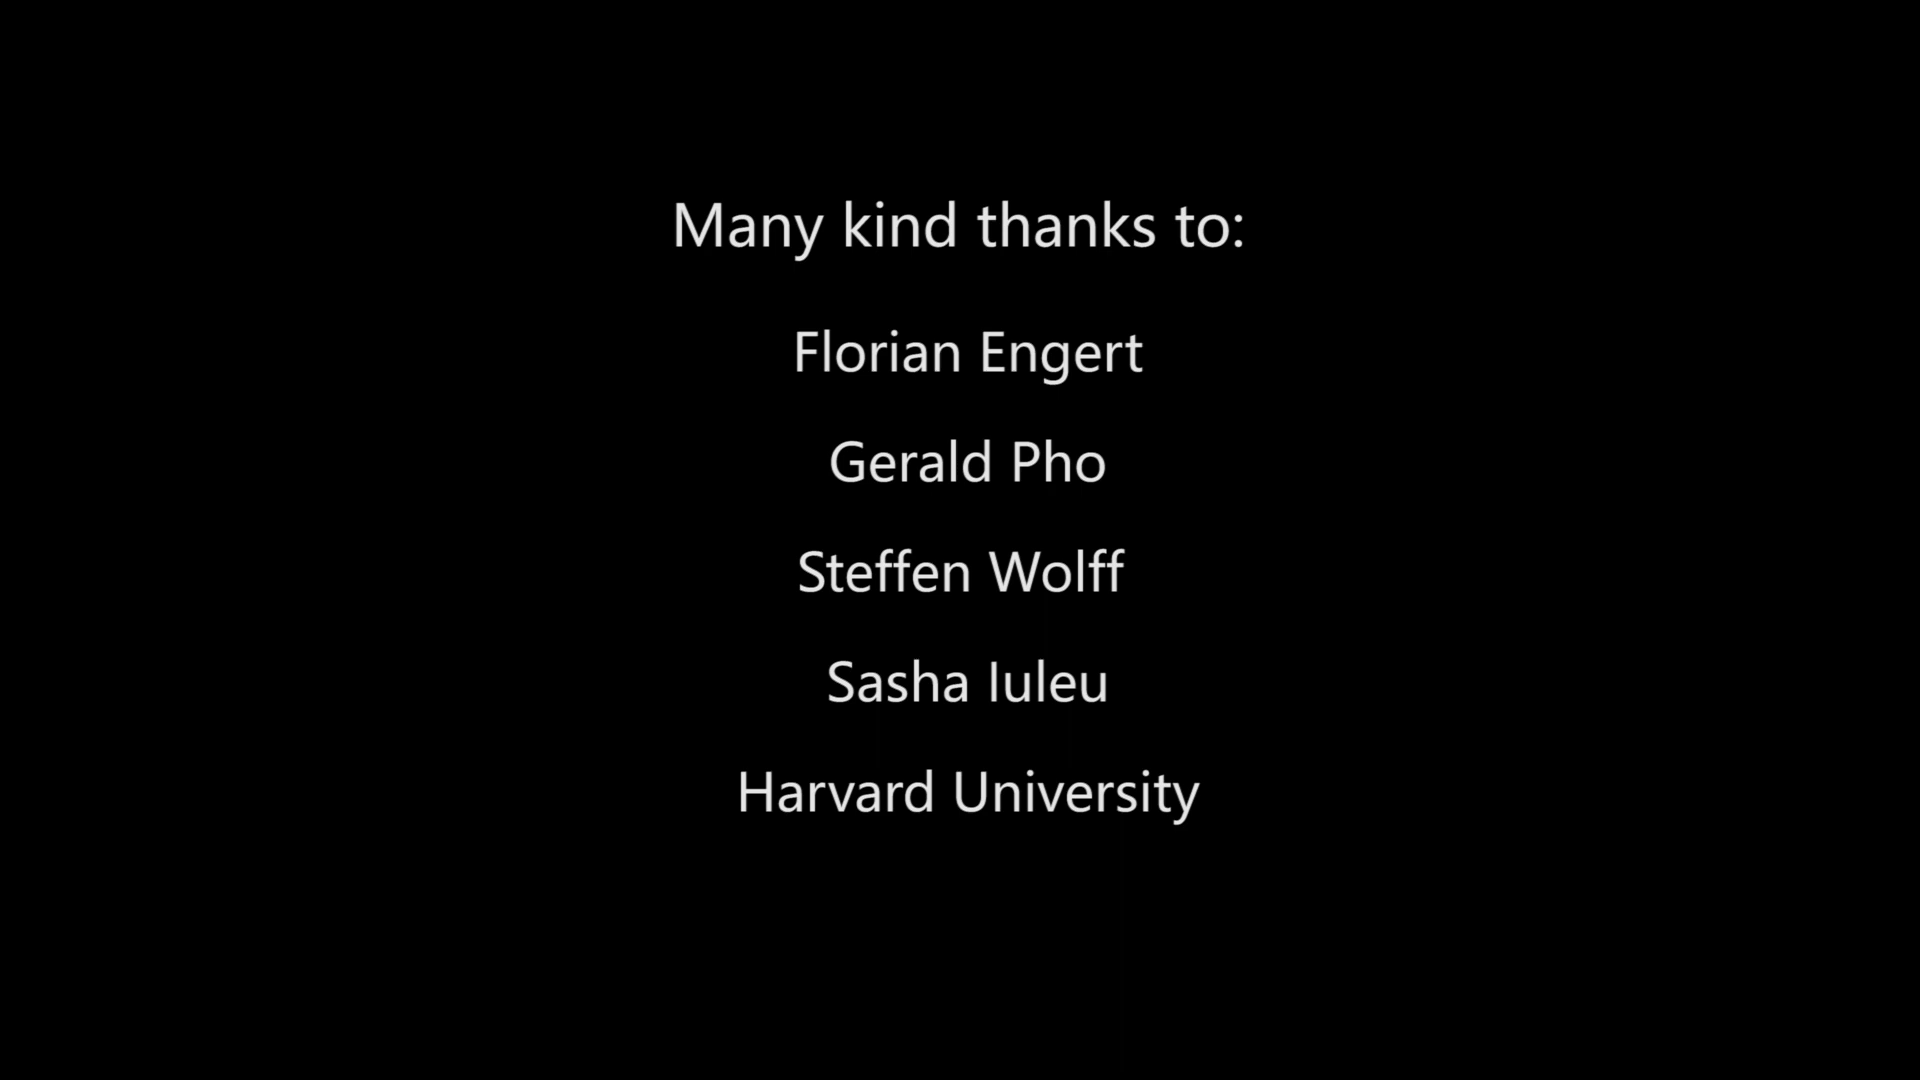 Many kind thanks to:
Florian Engert
Gerald Pho
Steffen Wolff
Sasha Iuleu
Harvard University